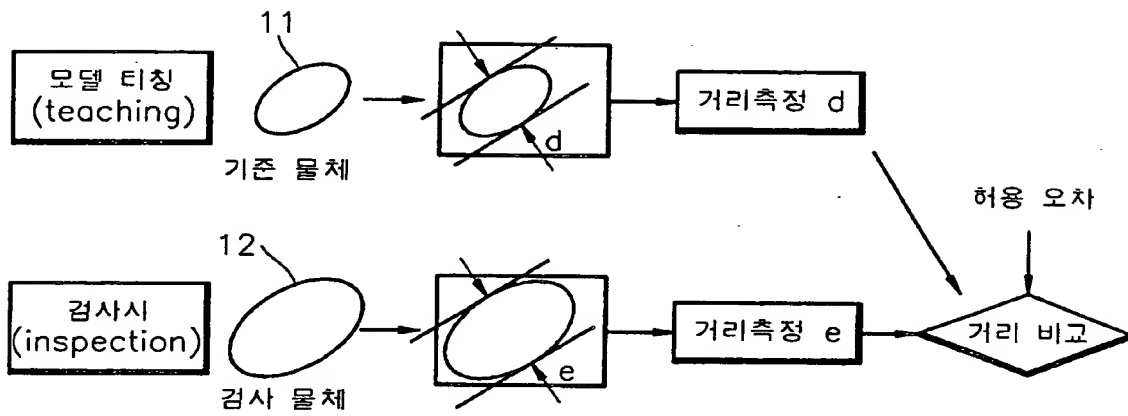 11
모델 티칭
(teaching)
기준 물체
d
거리측정 d
허용 오차
12
검사시
(inspection)
검사 물체
e
거리측정 e
거리 비교